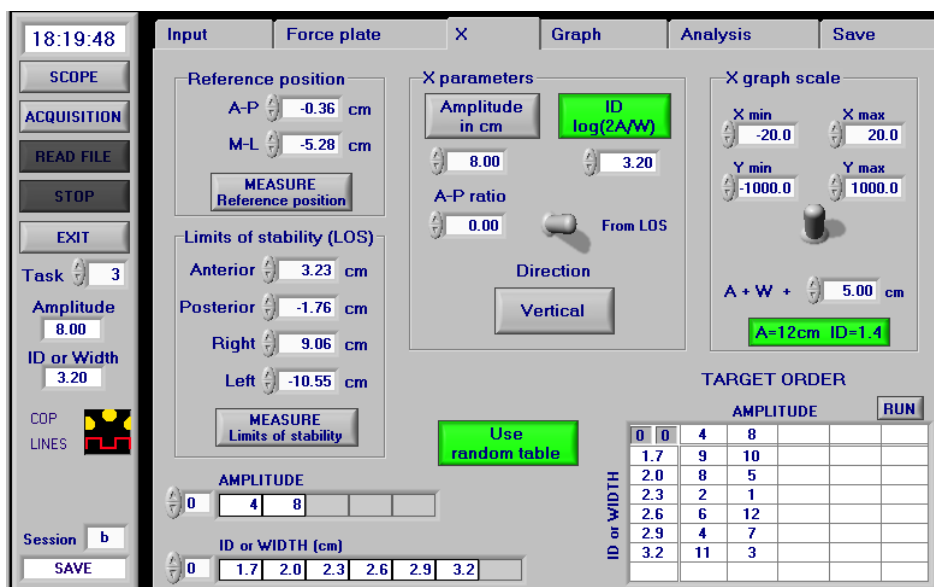 18:19:48
SCOPE
ACQUISITION
READ FILE
STOP
EXIT
Task 3
Amplitude
8.00
ID or Width
3.20
COP
LINES
Session b
SAVE
Input Force plate X Graph Analysis Save
Reference position
A-P -0.36 cm
M-L -5.28 cm
MEASURE
Reference position
Limits of stability (LOS)
Anterior 3.23 cm
Posterior -1.76 cm
Right 9.06 cm
Left -10.55 cm
MEASURE
Limits of stability
X parameters
Amplitude
in cm
ID
log(2A/W)
8.00 3.20
A-P ratio
0.00 From LOS
Direction
Vertical
X graph scale
X min X max
-20.0 20.0
Y min Y max
-1000.0 1000.0
A + W + 5.00 cm
A=12cm ID=1.4
Use
random table
AMPLITUDE
0 4 8
ID or WIDTH (cm)
0 1.7 2.0 2.3 2.6 2.9 3.2
TARGET ORDER
AMPLITUDE RUN
ID or WIDTH
0 0 4 8
1.7 9 10
2.0 8 5
2.3 2 1
2.6 6 12
2.9 4 7
3.2 11 3